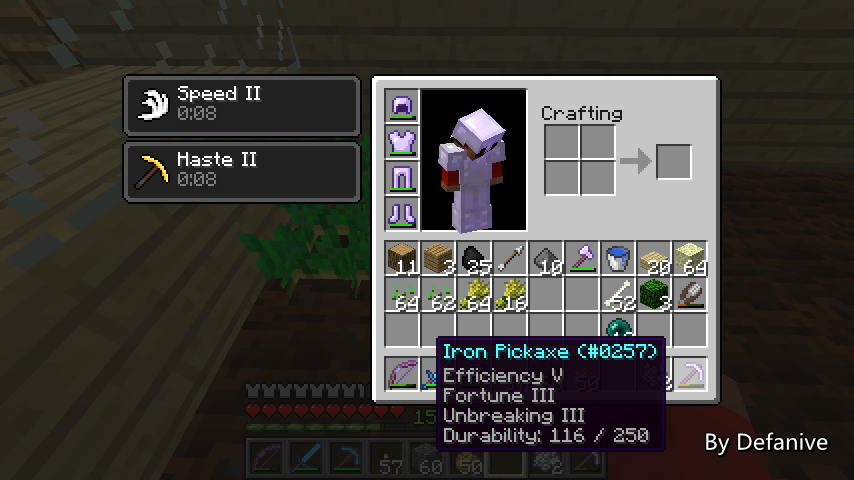 Speed II
0:08
Haste II
0:08
Crafting
11
3
25
10
20
64
64
62
64
16
52
3
Iron Pickaxe (#0257)
Efficiency V
Fortune III
Unbreaking III
Durability: 116 / 250
15
57
60
50
2
By Defanive